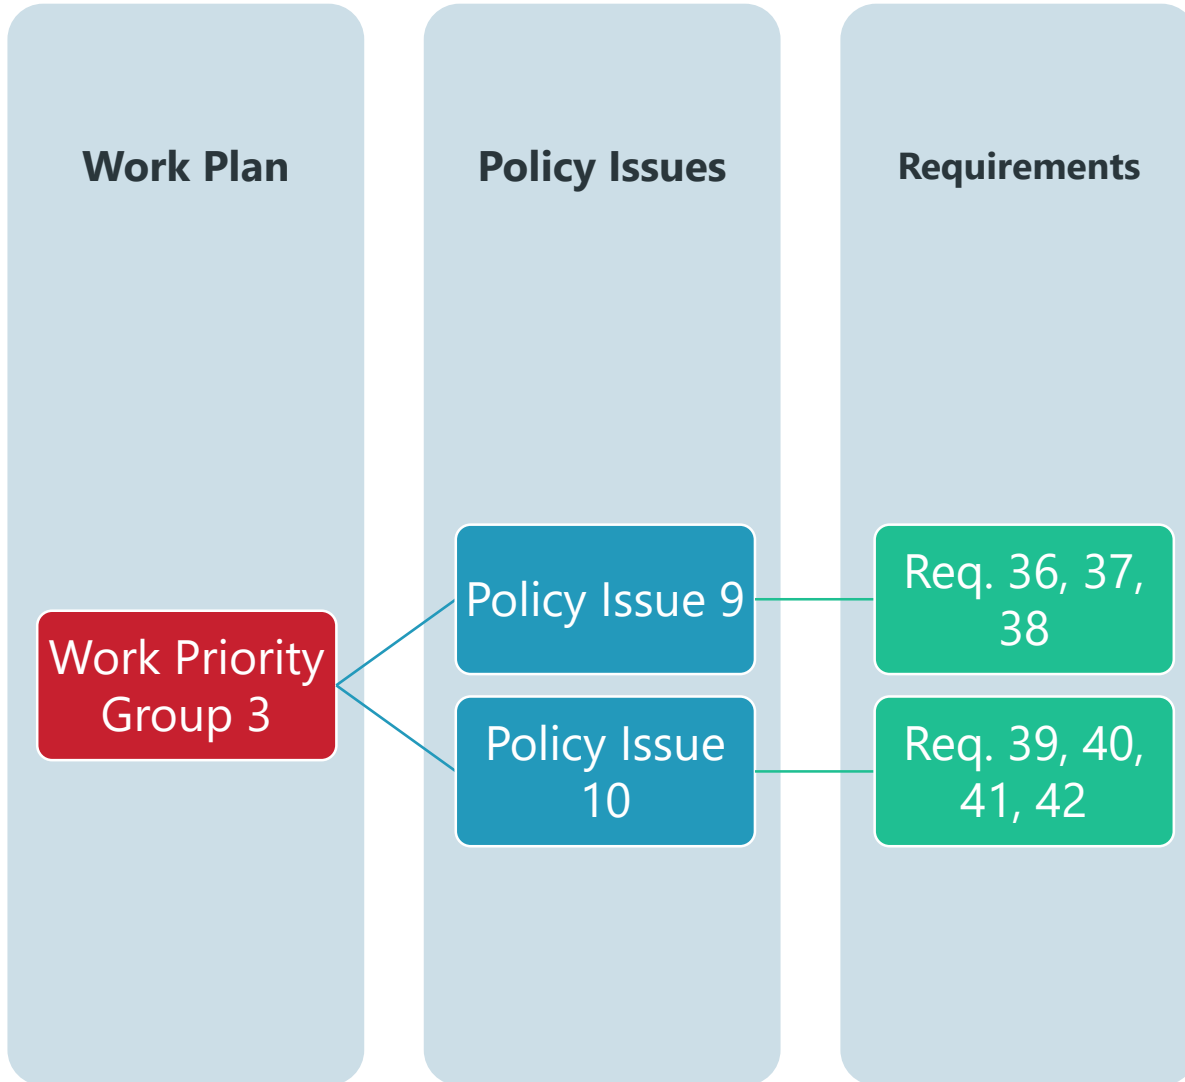 Work Plan
Policy Issues
Requirements
Work Priority
Group 3
Policy Issue 9
Req. 36, 37,
38
Policy Issue
10
Req. 39, 40,
41, 42